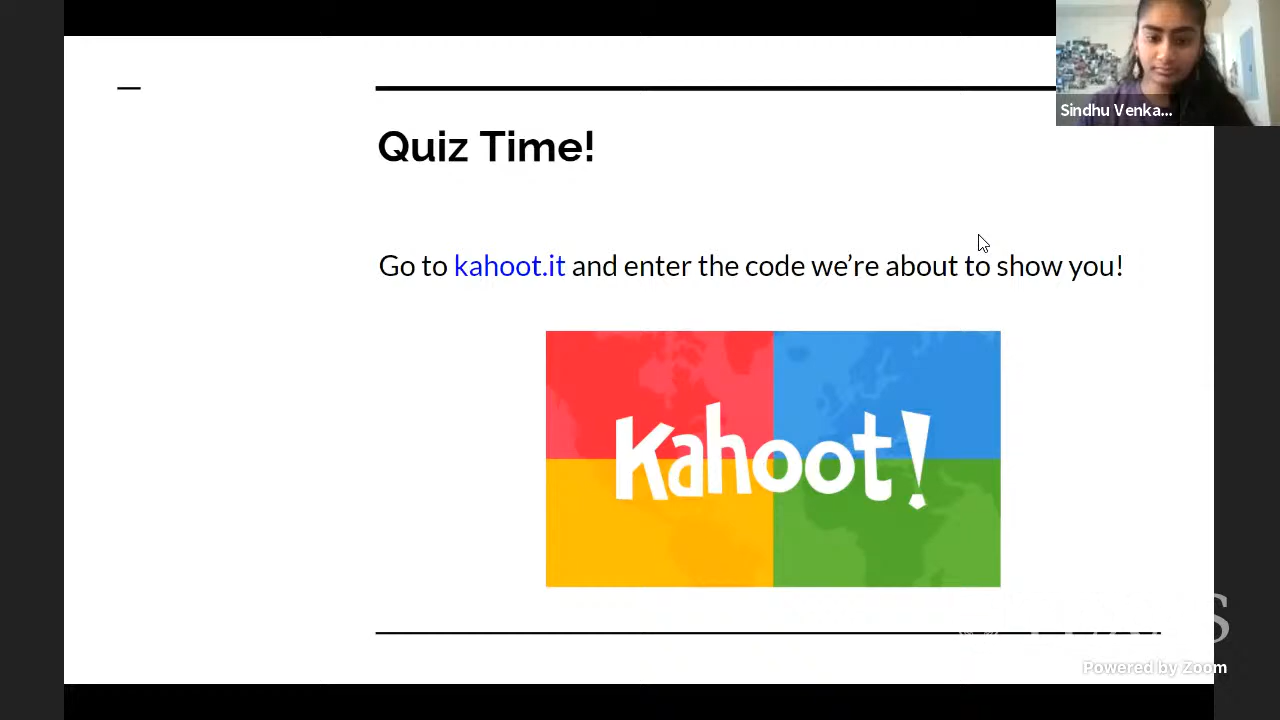 Sindhu Venka...
Quiz Time!
Go to kahoot.it and enter the code we’re about to show you!
Kahoot!
Powered by Zoom